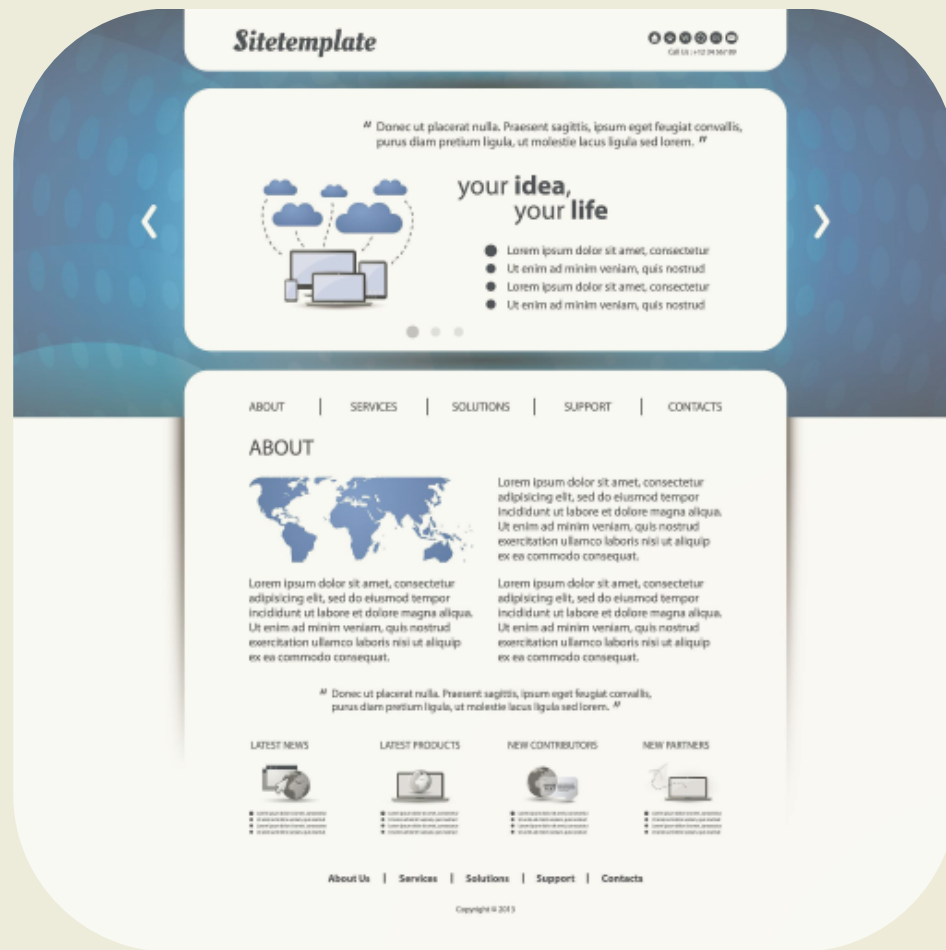 Sitetemplate
Call Us: +12 34 567 89
" Donec ut placerat nulla. Praesent sagittis, ipsum eget feugiat convallis,
purus diam pretium ligula, ut molestie lacus ligula sed lorem. "
your idea,
your life
Lorem ipsum dolor sit amet, consectetur
Ut enim ad minim veniam, quis nostrud
Lorem ipsum dolor sit amet, consectetur
Ut enim ad minim veniam, quis nostrud
ABOUT | SERVICES | SOLUTIONS | SUPPORT | CONTACTS
ABOUT
Lorem ipsum dolor sit amet, consectetur
adipisicing elit, sed do eiusmod tempor
incididunt ut labore et dolore magna aliqua.
Ut enim ad minim veniam, quis nostrud
exercitation ullamco laboris nisi ut aliquip
ex ea commodo consequat.
Lorem ipsum dolor sit amet, consectetur
adipisicing elit, sed do eiusmod tempor
incididunt ut labore et dolore magna aliqua.
Ut enim ad minim veniam, quis nostrud
exercitation ullamco laboris nisi ut aliquip
ex ea commodo consequat.
Lorem ipsum dolor sit amet, consectetur
adipisicing elit, sed do eiusmod tempor
incididunt ut labore et dolore magna aliqua.
Ut enim ad minim veniam, quis nostrud
exercitation ullamco laboris nisi ut aliquip
ex ea commodo consequat.
" Donec ut placerat nulla. Praesent sagittis, ipsum eget feugiat convallis,
purus diam pretium ligula, ut molestie lacus ligula sed lorem. "
LATEST NEWS
LATEST PRODUCTS
NEW CONTRIBUTORS
NEW PARTNERS
About Us | Services | Solutions | Support | Contacts
Copyright © 2013